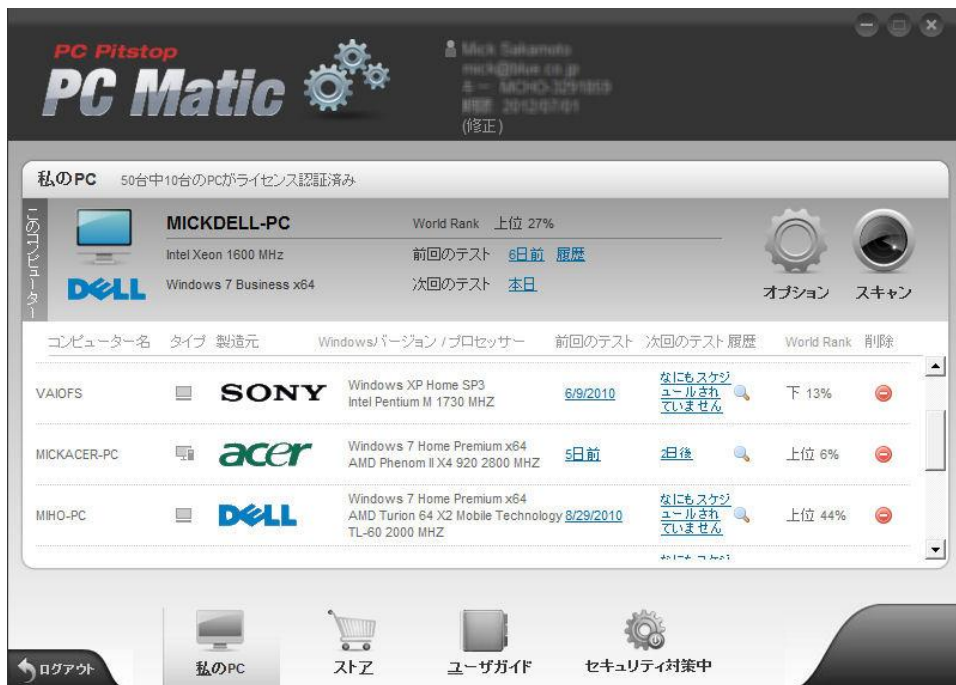 PC Pitstop
PC Matic
(修正)
私のPC 50台中10台のPCがライセンス認証済み
このコンピューター
MICKDELL-PC
World Rank 上位 27%
Intel Xeon 1600 MHz
前回のテスト 6日前 履歴
DELL
Windows 7 Business x64
次回のテスト 本日
オプション
スキャン
コンピューター名 タイプ 製造元 Windowsバージョン / プロセッサー 前回のテスト 次回のテスト 履歴 World Rank 削除
VAIOFS
SONY
Windows XP Home SP3
Intel Pentium M 1730 MHZ
6/9/2010
なにもスケジ
ュールされ
ていません
下 13%
MICKACER-PC
acer
Windows 7 Home Premium x64
AMD Phenom II X4 920 2800 MHZ
5日前
2日後
上位 6%
MIHO-PC
DELL
Windows 7 Home Premium x64
AMD Turion 64 X2 Mobile Technology
TL-60 2000 MHZ
8/29/2010
なにもスケジ
ュールされ
ていません
上位 44%
ログアウト
私のPC
ストア
ユーザガイド
セキュリティ対策中